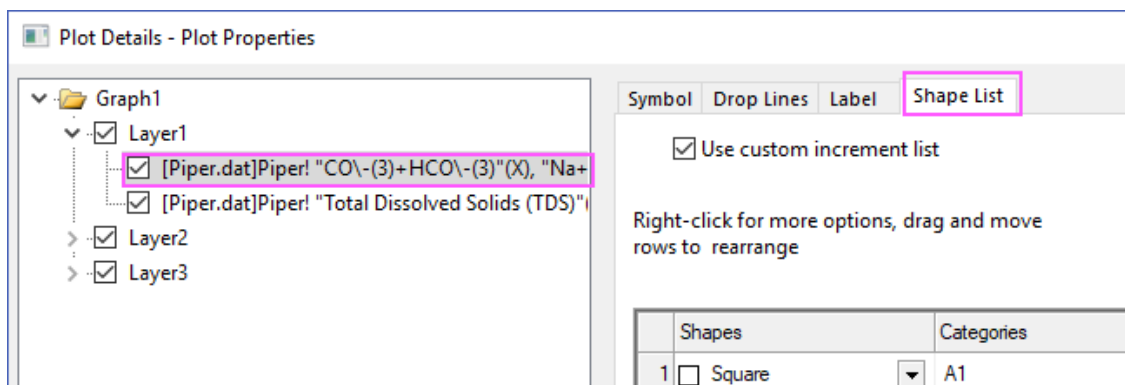 Plot Details - Plot Properties
Graph1
Layer1
[Piper.dat]Piper! "CO\-(3)+HCO\-(3)"(X), "Na+
[Piper.dat]Piper! "Total Dissolved Solids (TDS)"(
Layer2
Layer3
Symbol Drop Lines Label Shape List
Use custom increment list
Right-click for more options, drag and move
rows to rearrange
Shapes Categories
1 Square A1